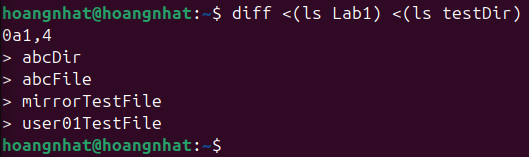 hoangnhat@hoangnhat:~$ diff <(ls Lab1) <(ls testDir)
0a1,4
> abcDir
> abcFile
> mirrorTestFile
> user01TestFile
hoangnhat@hoangnhat:~$